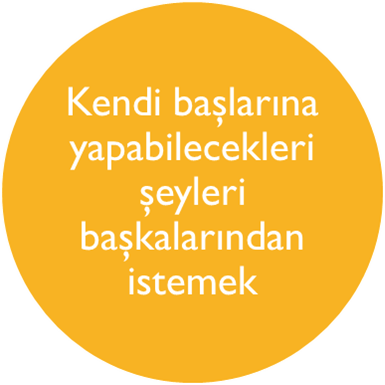 Kendi başlarına
yapabilecekleri
şeyleri
başkalarından
istemek